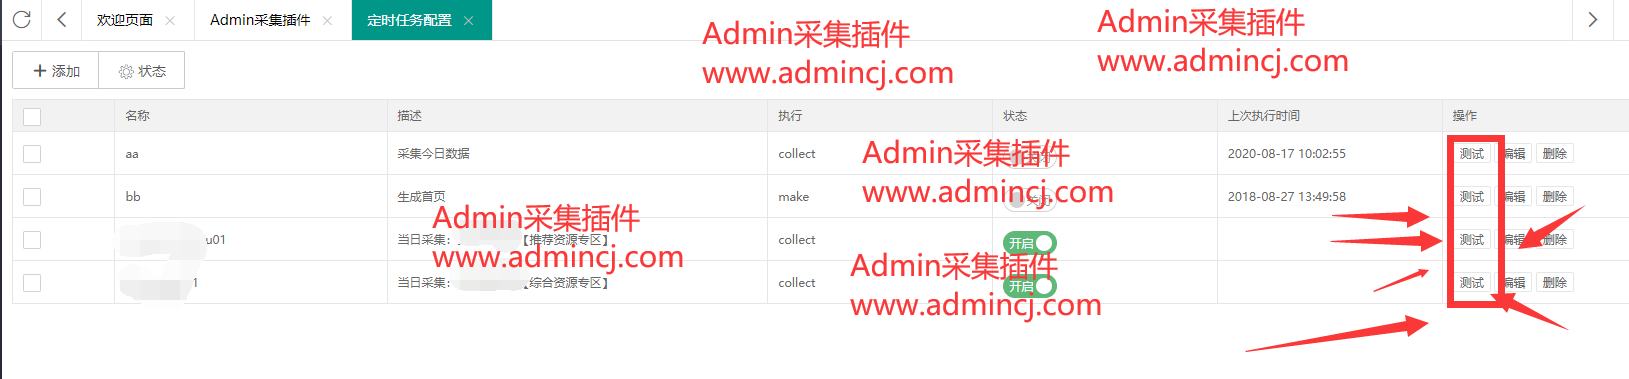 欢迎页面 Admin采集插件 定时任务配置
Admin采集插件
www.admincj.com
Admin采集插件
www.admincj.com
添加 状态
名称 描述 执行 状态 上次执行时间 操作
aa 采集今日数据 collect 2020-08-17 10:02:55 测试 编辑 删除
Admin采集插件
www.admincj.com
bb 生成首页 make 关闭 2018-08-27 13:49:58 测试 编辑 删除
Admin采集插件
www.admincj.com
u01 当日采集: 【推荐资源专区】 collect 开启 测试 编辑 删除
Admin采集插件
www.admincj.com
1 当日采集: 【综合资源专区】 collect 开启 测试 编辑 删除